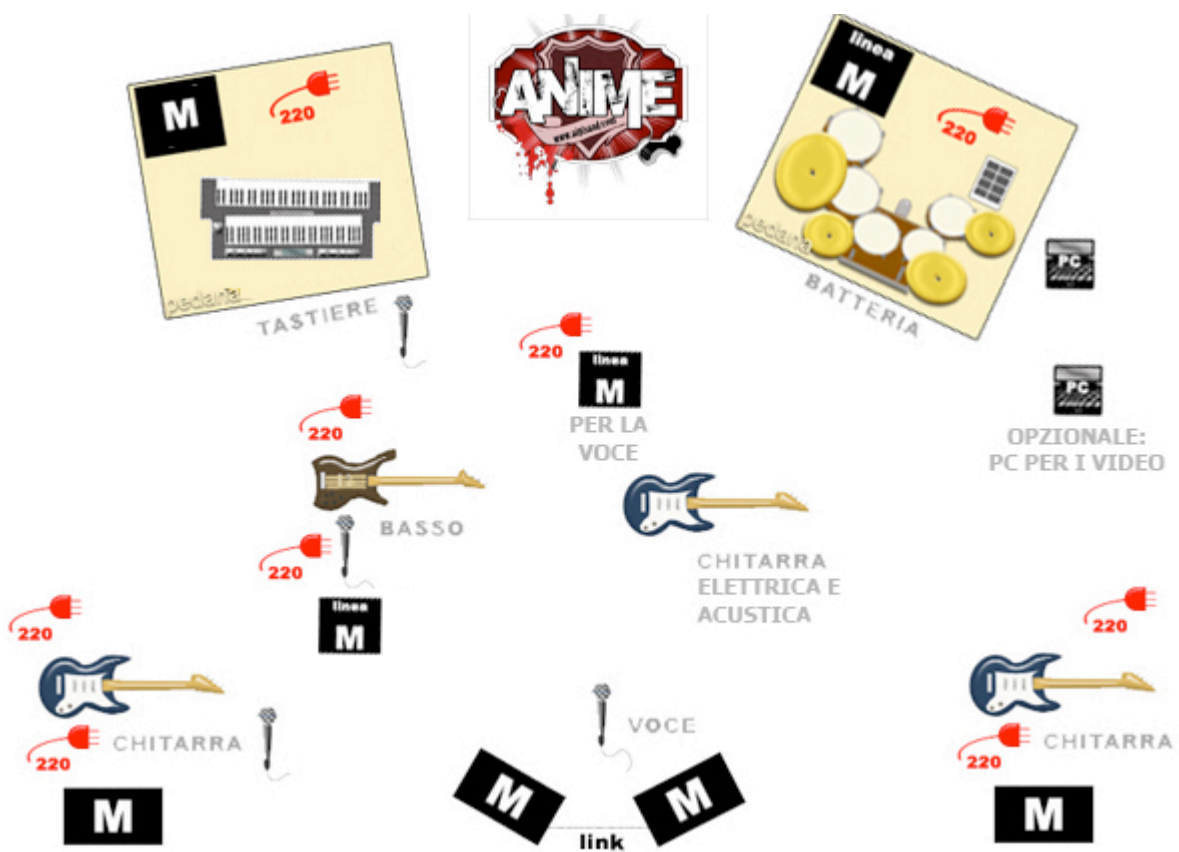 M
220
pedana
TASTIERE
ANIME
linea
M
220
pedana
BATTERIA
PC
220
linea
M
PER LA
VOCE
PC
OPZIONALE:
PC PER I VIDEO
220
BASSO
220
linea
M
CHITARRA
ELETTRICA E
ACUSTICA
220
CHITARRA
220
M
VOCE
M
M
link
220
CHITARRA
220
M